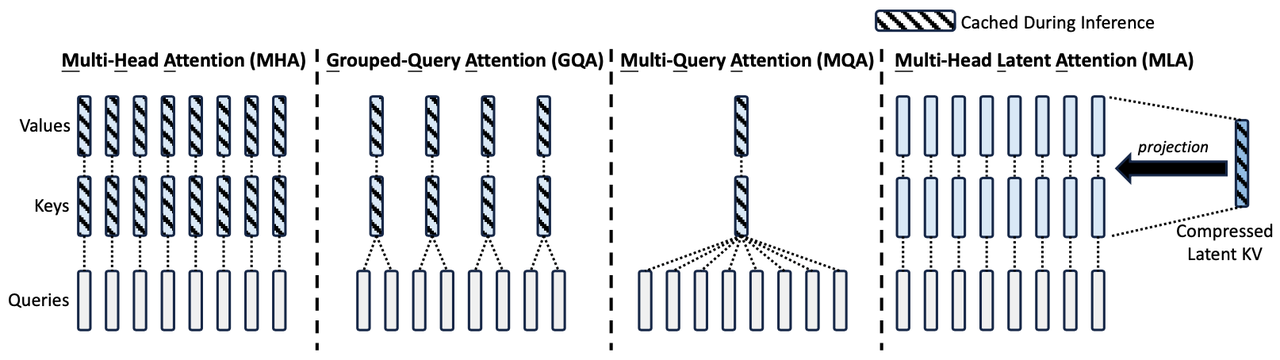 Cached During Inference
Multi-Head Attention (MHA)
Grouped-Query Attention (GQA)
Multi-Query Attention (MQA)
Multi-Head Latent Attention (MLA)
Values
Keys
Queries
projection
Compressed
Latent KV